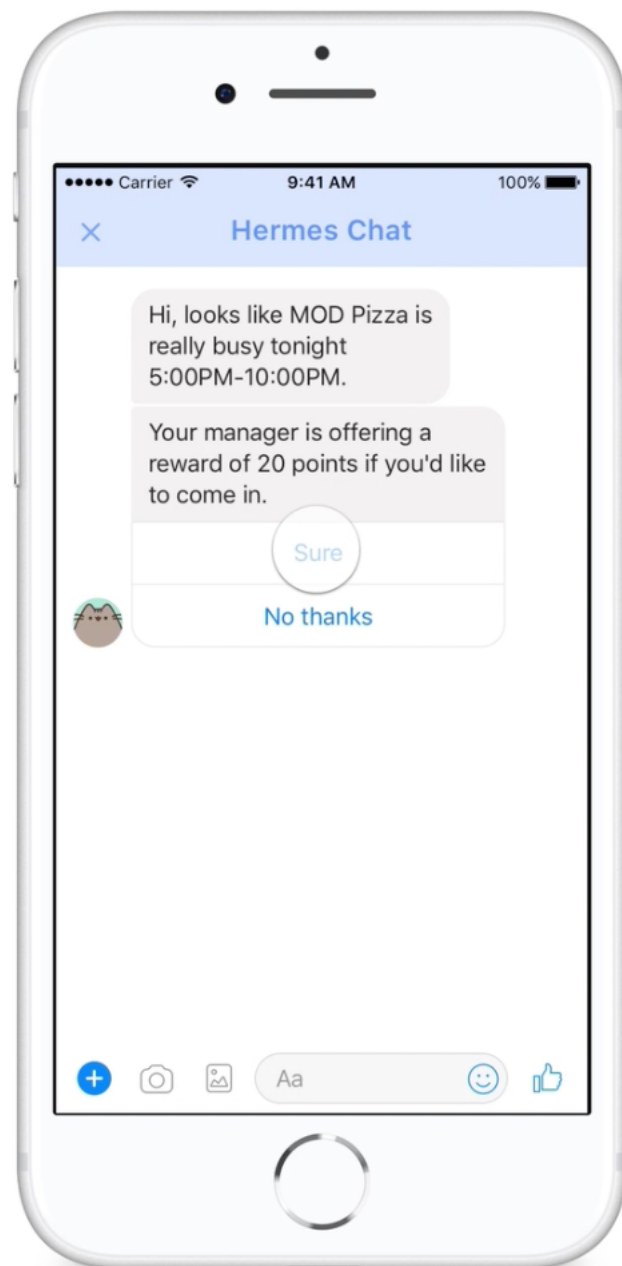 Carrier 9:41 AM 100%
Hermes Chat
Hi, looks like MOD Pizza is
really busy tonight
5:00PM-10:00PM.
Your manager is offering a
reward of 20 points if you'd like
to come in.
Sure
No thanks
Aa